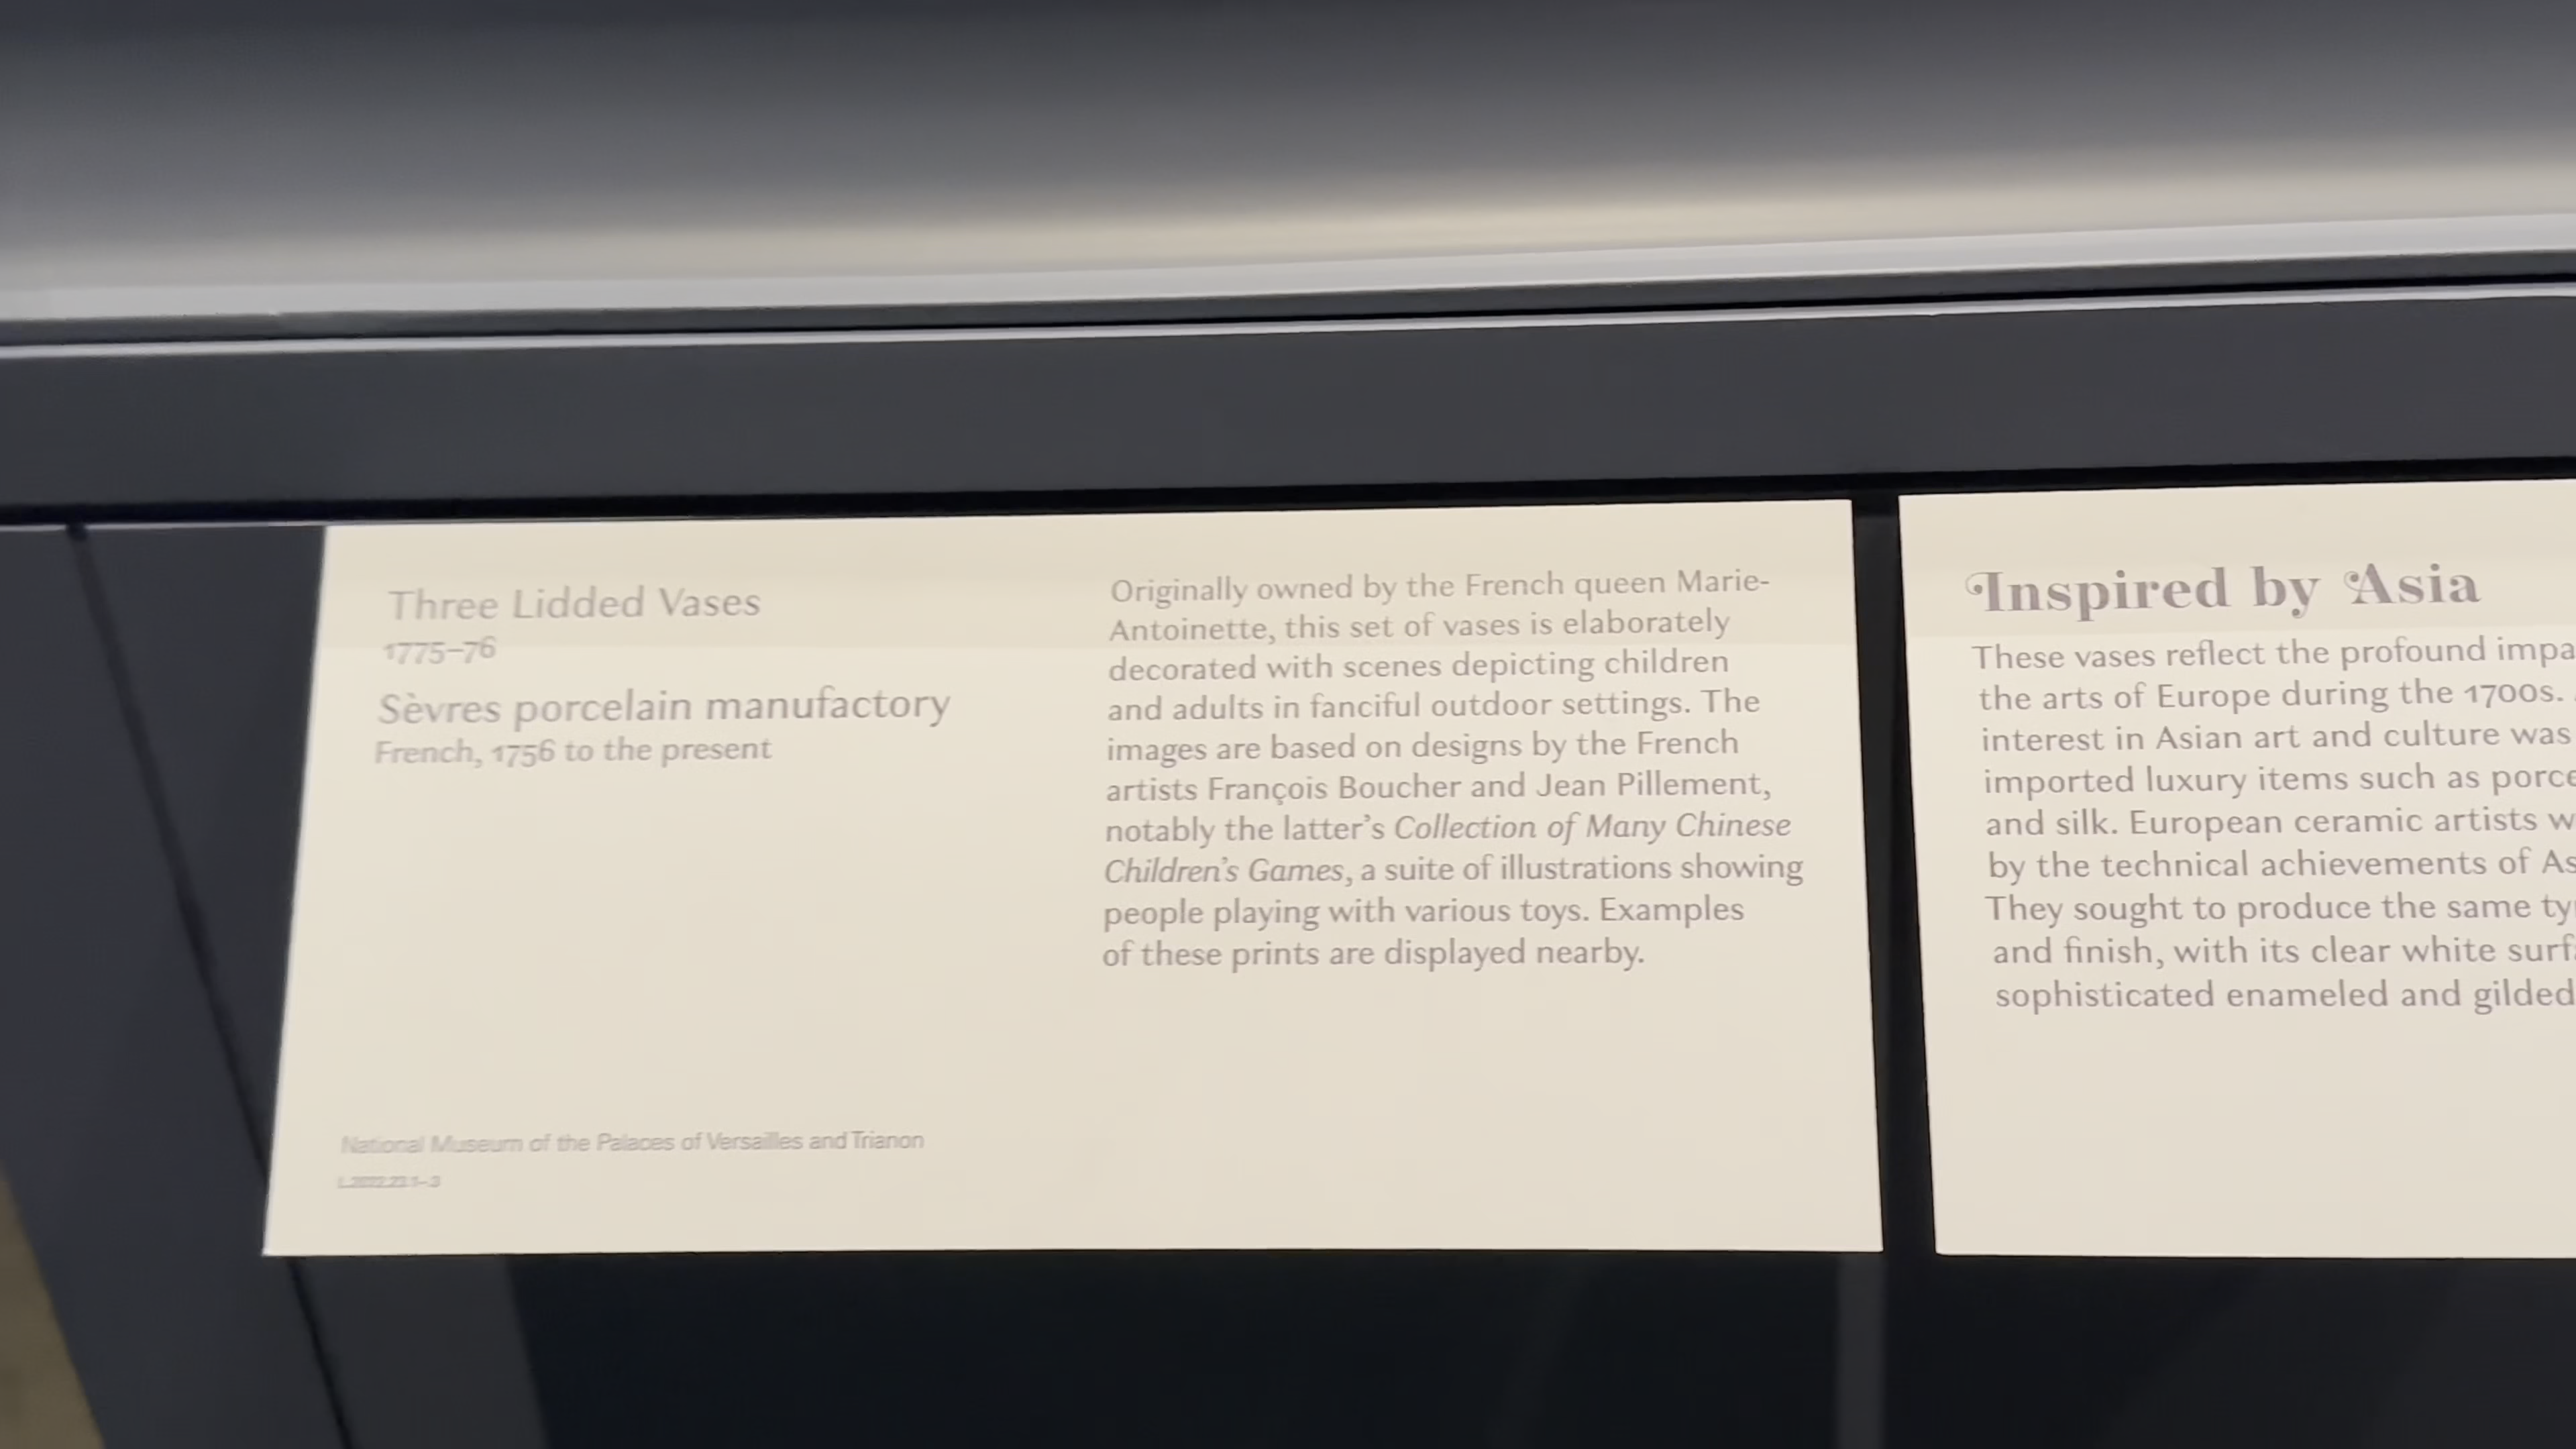 Three Lidded Vases
1775–76
Sèvres porcelain manufactory
French, 1756 to the present
National Museum of the Palaces of Versailles and Trianon
Originally owned by the French queen Marie-
Antoinette, this set of vases is elaborately
decorated with scenes depicting children
and adults in fanciful outdoor settings. The
images are based on designs by the French
artists François Boucher and Jean Pillement,
notably the latter’s Collection of Many Chinese
Children’s Games, a suite of illustrations showing
people playing with various toys. Examples
of these prints are displayed nearby.
Inspired by Asia
These vases reflect the profound
the arts of Europe during the 1700s.
interest in Asian art and culture was
imported luxury items such as
and silk. European ceramic artists
by the technical achievements of
They sought to produce the same
and finish, with its clear white
sophisticated enameled and gilded